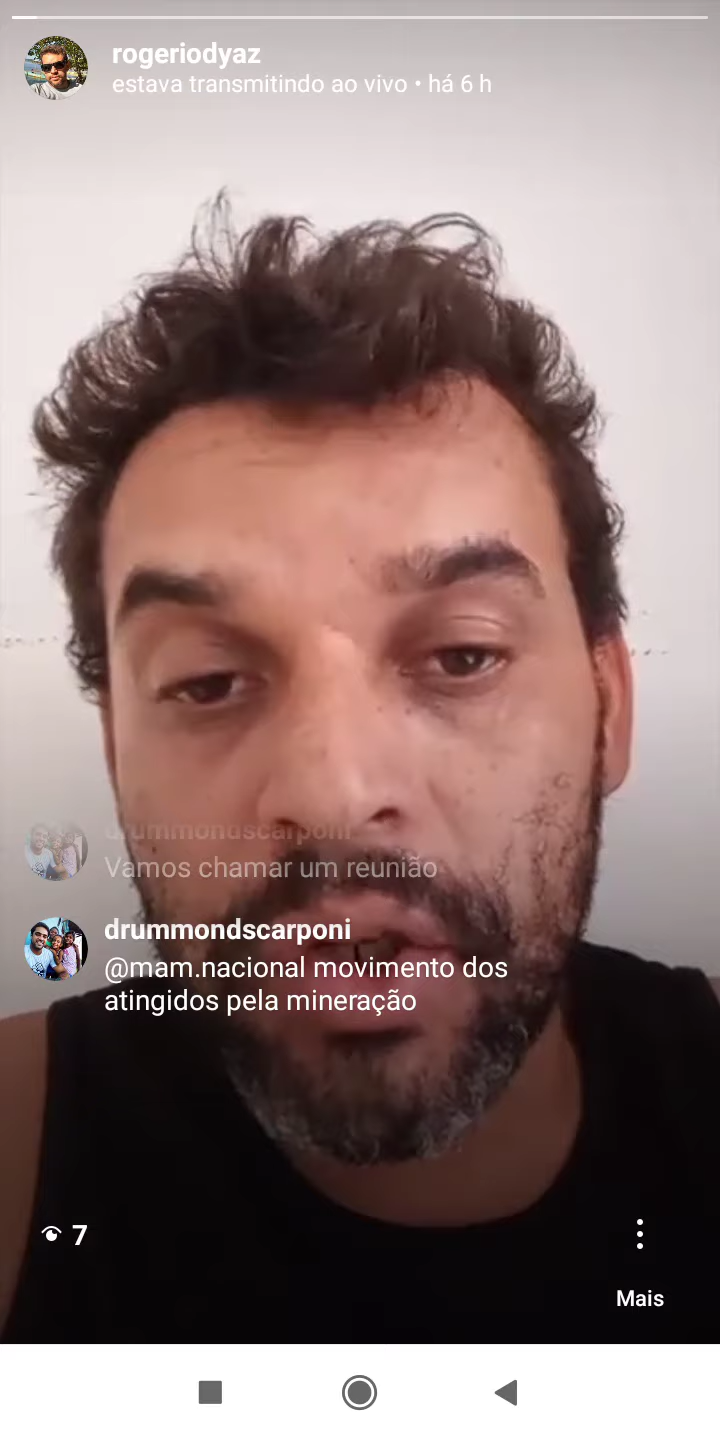 rogeriodyaz
estava transmitindo ao vivo • há 6 h
drummondscarponi
Vamos chamar um reunião
drummondscarponi
@mam.nacional movimento dos
atingidos pela mineração
7
Mais